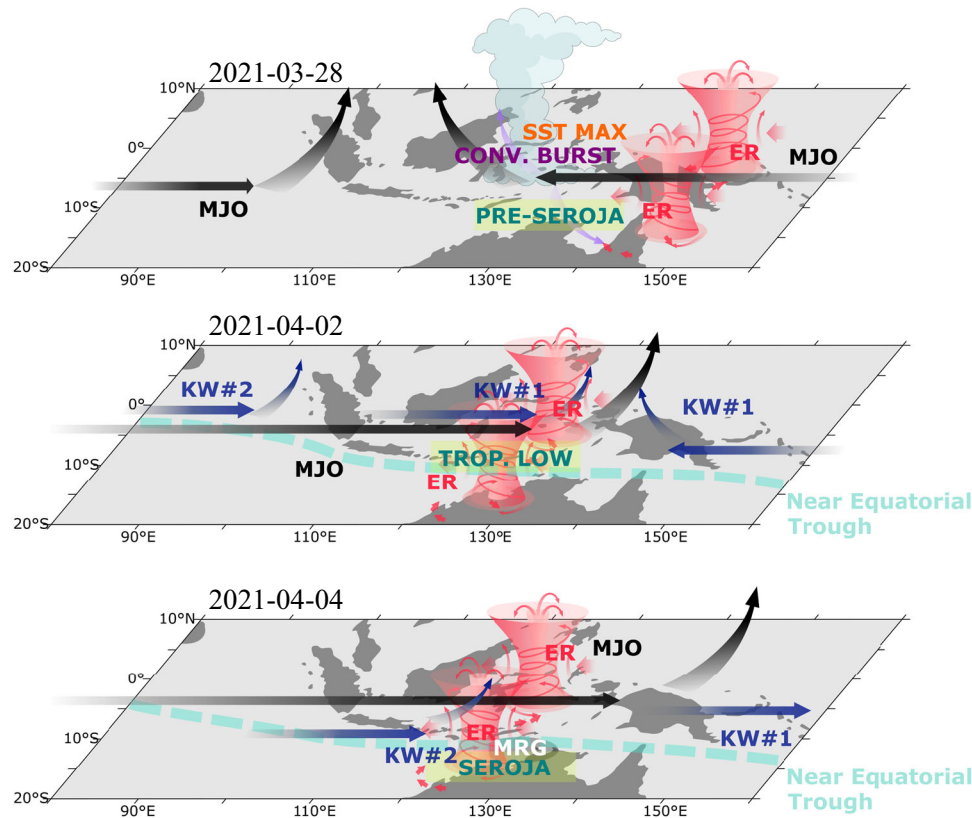 2021-03-28
10°N
SST MAX
0°
CONV. BURST
ER
MJO
MJO
10°S
PRE-SEROJA
ER
20°S
90°E
110°E
130°E
150°E
2021-04-02
10°N
KW#2
KW#1
ER
KW#1
0°
MJO
TROP. LOW
10°S
ER
Near Equatorial
Trough
20°S
90°E
110°E
130°E
150°E
2021-04-04
10°N
ER
MJO
0°
ER
KW#1
10°S
KW#2
MRG
SEROJA
Near Equatorial
Trough
20°S
90°E
110°E
130°E
150°E